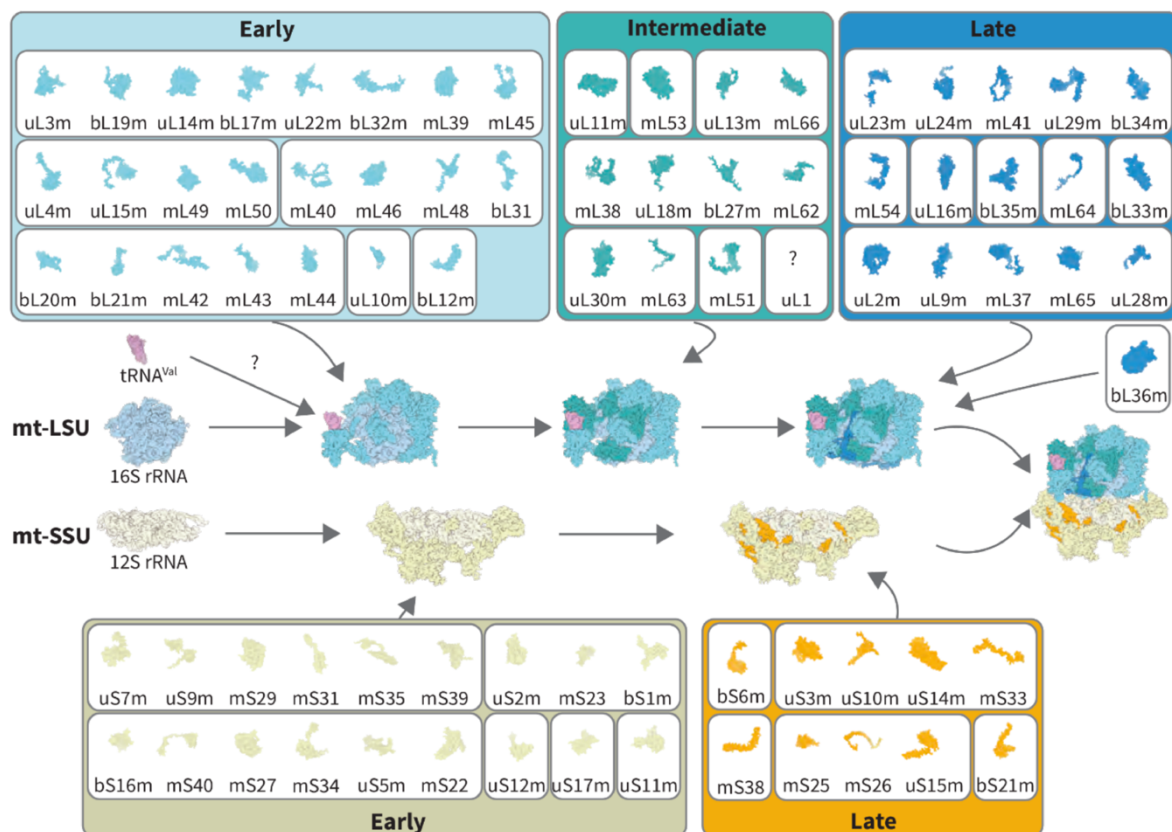 Early
Intermediate
Late
uL3m bL19m uL14m bL17m uL22m bL32m mL39 mL45
uL11m mL53 uL13m mL66
uL23m uL24m mL41 uL29m bL34m
uL4m uL15m mL49 mL50 mL40 mL46 mL48 bL31
mL38 uL18m bL27m mL62
mL54 uL16m bL35m mL64 bL33m
bL20m bL21m mL42 mL43 mL44 uL10m bL12m
uL30m mL63 mL51 ? uL1
uL2m uL9m mL37 mL65 uL28m
tRNAVal
?
bL36m
mt-LSU
16S rRNA
mt-SSU
12S rRNA
uS7m uS9m mS29 mS31 mS35 mS39 uS2m mS23 bS1m
bS6m uS3m uS10m uS14m mS33
bS16m mS40 mS27 mS34 uS5m mS22 uS12m uS17m uS11m
mS38 mS25 mS26 uS15m bS21m
Early
Late